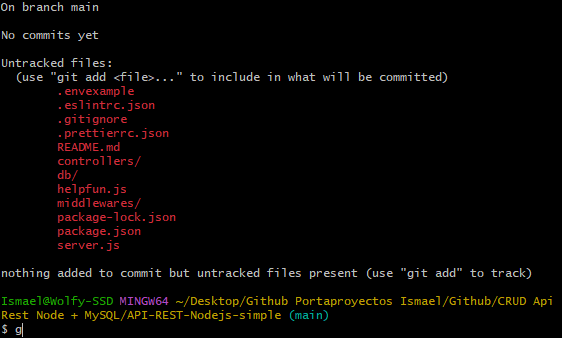 On branch main
No commits yet
Untracked files:
(use "git add <file>..." to include in what will be committed)
.envexample
.eslintrc.json
.gitignore
.prettierrc.json
README.md
controllers/
db/
helpfun.js
middlewares/
package-lock.json
package.json
server.js
nothing added to commit but untracked files present (use "git add" to track)
Ismael@Wolfy-SSD MINGW64 ~/Desktop/Github Portaproyectos Ismael/Github/CRUD Api
Rest Node + MySQL/API-REST-Nodejs-simple (main)
$ g